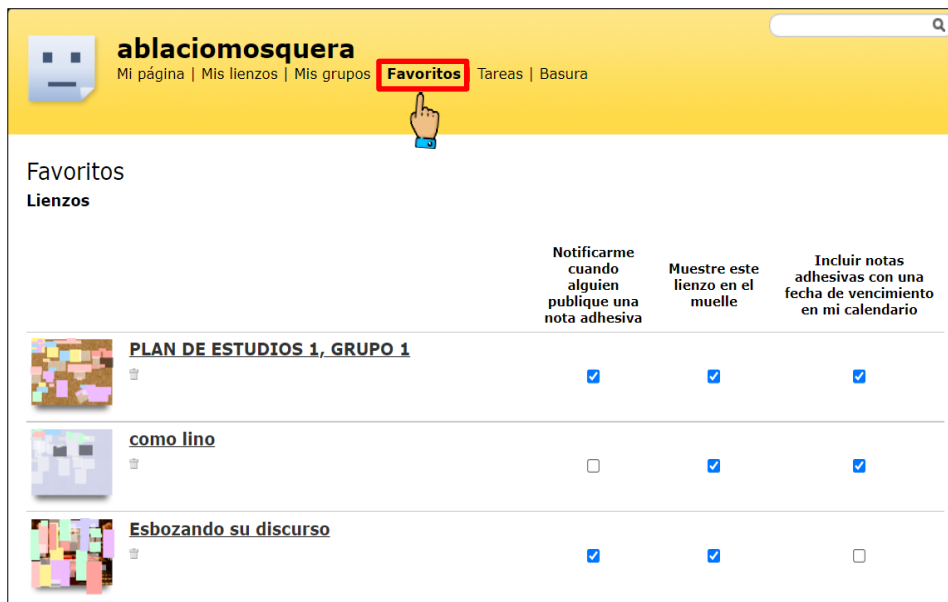 ablaciomosquera
Mi página | Mis lienzos | Mis grupos | Favoritos | Tareas | Basura
Favoritos
Lienzos
Notificarme
cuando
alguien
publique una
nota adhesiva
Muestre este
lienzo en el
muelle
Incluir notas
adhesivas con una
fecha de vencimiento
en mi calendario
PLAN DE ESTUDIOS 1, GRUPO 1
como lino
Esbozando su discurso